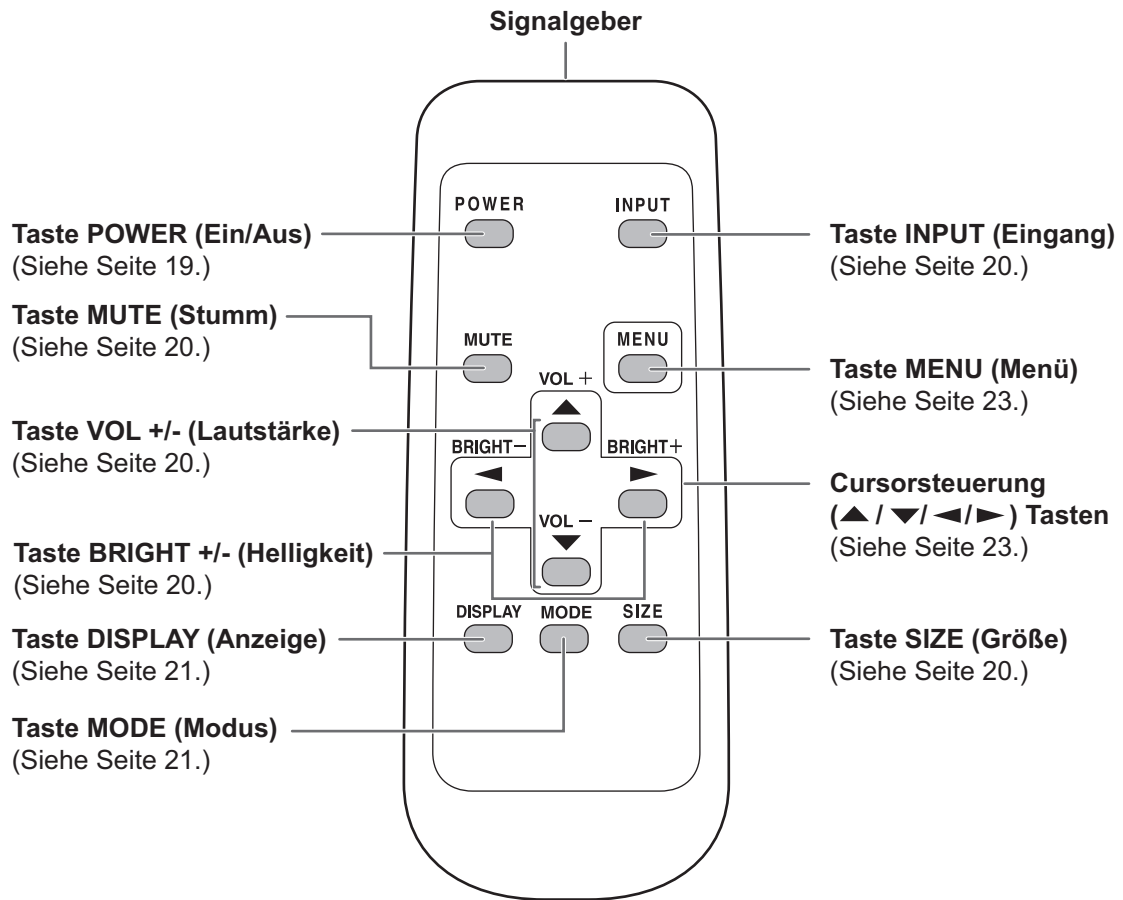 Signalgeber
POWER
INPUT
Taste POWER (Ein/Aus)
(Siehe Seite 19.)
Taste INPUT (Eingang)
(Siehe Seite 20.)
Taste MUTE (Stumm)
(Siehe Seite 20.)
MUTE
MENU
VOL +
Taste MENU (Menü)
(Siehe Seite 23.)
Taste VOL +/- (Lautstärke)
(Siehe Seite 20.)
BRIGHT−
BRIGHT+
VOL −
Cursorsteuerung
(▲ / ▼/ ◄/► ) Tasten
(Siehe Seite 23.)
Taste BRIGHT +/- (Helligkeit)
(Siehe Seite 20.)
DISPLAY
MODE
SIZE
Taste DISPLAY (Anzeige)
(Siehe Seite 21.)
Taste SIZE (Größe)
(Siehe Seite 20.)
Taste MODE (Modus)
(Siehe Seite 21.)